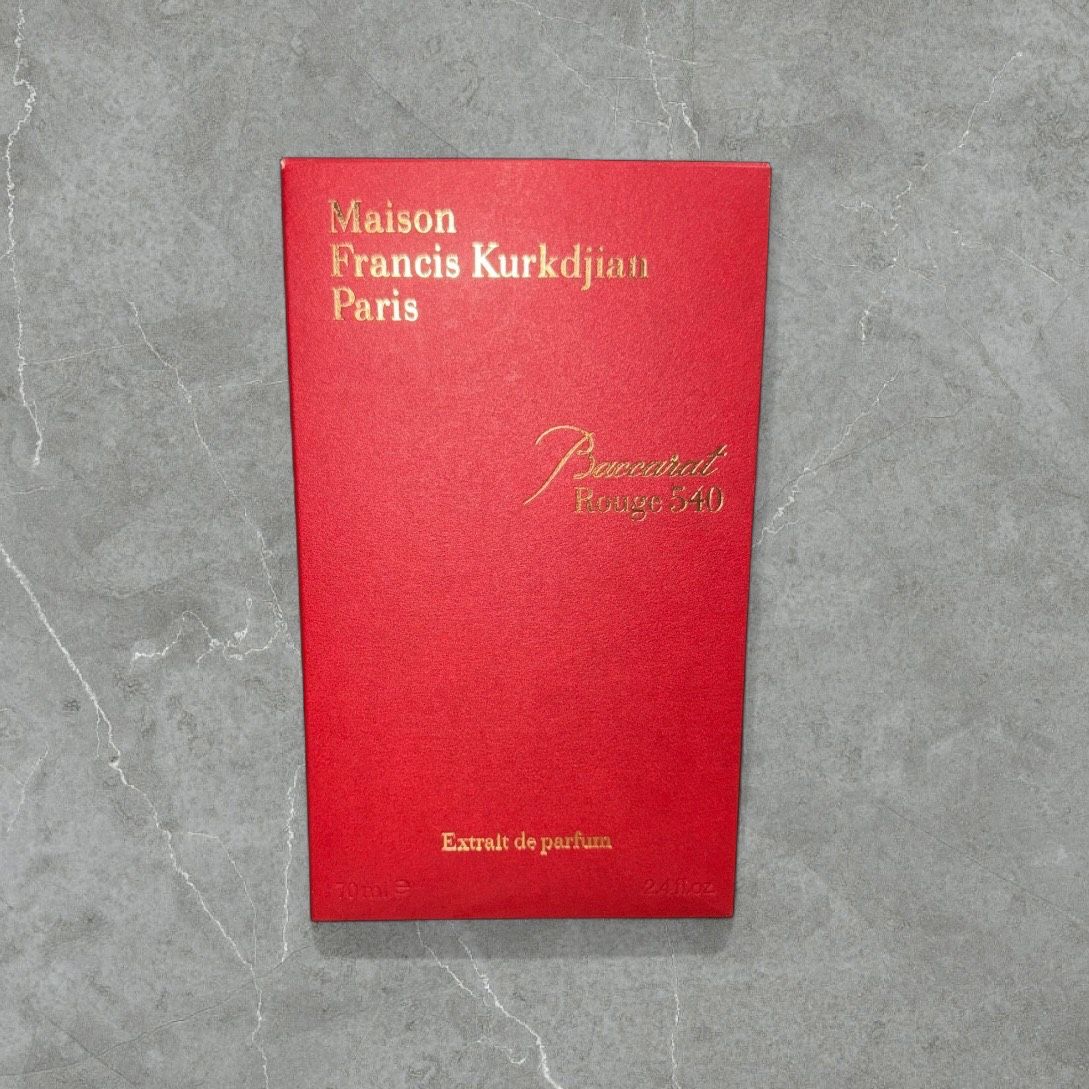 Maison
Francis Kurkdjian
Paris
Baccarat
Rouge 540
Extrait de parfum
70 ml ℮ 2.4 fl.oz.